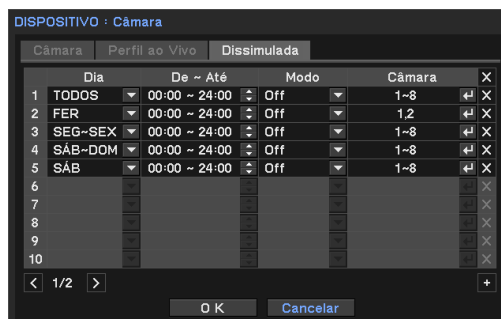 DISPOSITIVO : Câmara
Câmara Perfil ao Vivo Dissimulada
Dia De ~ Até Modo Câmara X
1 TODOS 00:00 ~ 24:00 Off 1~8 X
2 FER 00:00 ~ 24:00 Off 1,2 X
3 SEG~SEX 00:00 ~ 24:00 Off 1~8 X
4 SÁB~DOM 00:00 ~ 24:00 Off 1~8 X
5 SÁB 00:00 ~ 24:00 Off 1~8 X
6 X
7 X
8 X
9 X
10 X
< 1/2 > +
OK Cancelar